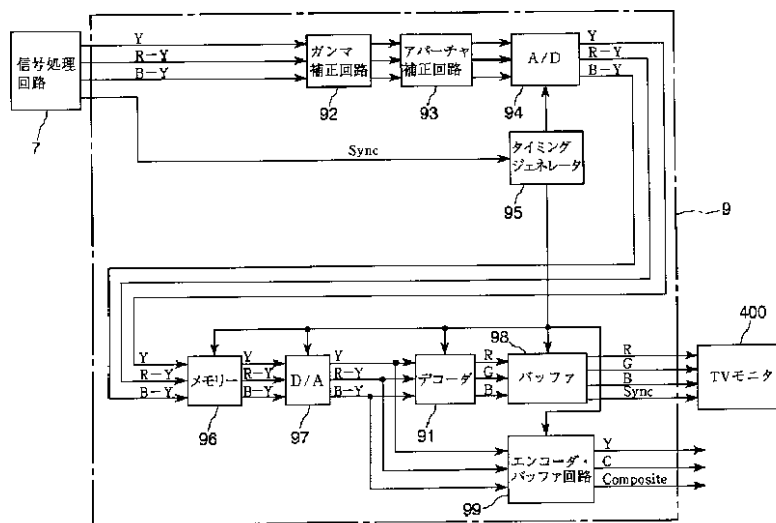 Y
R-Y
B-Y
信号処理
回路
7
Sync
ガンマ
補正回路
92
アパーチャ
補正回路
93
A/D
94
Y
R-Y
B-Y
タイミング
ジェネレータ
95
9
Y
R-Y
B-Y
メモリー
96
Y
R-Y
B-Y
D/A
97
Y
R-Y
B-Y
デコーダ
91
R
G
B
98
バッファ
R
G
B
Sync
400
TVモニタ
エンコーダ・
バッファ回路
99
Y
C
Composite